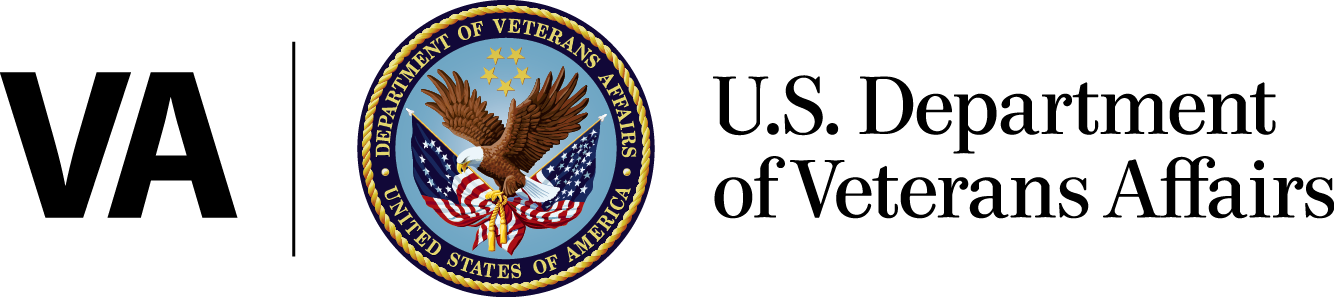 VA
DEPARTMENT OF VETERANS AFFAIRS
UNITED STATES OF AMERICA
U.S. Department
of Veterans Affairs